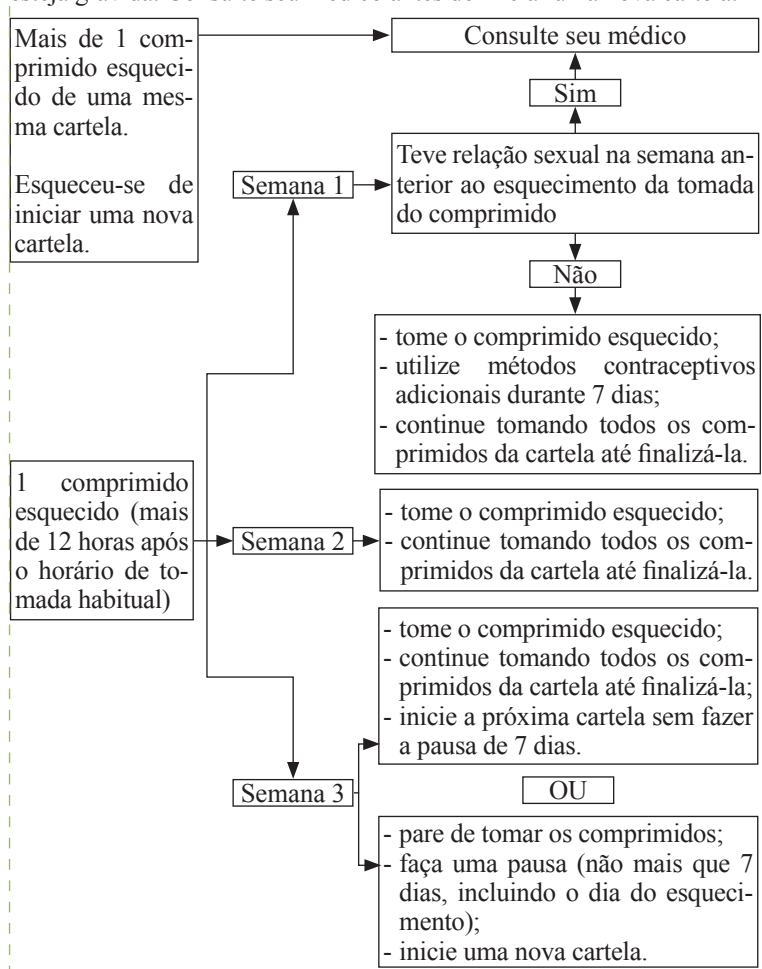 Mais de 1 com-
primido esqueci-
do de uma mes-
ma cartela.
Esqueceu-se de
iniciar uma nova
cartela.
Consulte seu médico
Sim
Semana 1
Teve relação sexual na semana an-
terior ao esquecimento da tomada
do comprimido
Não
- tome o comprimido esquecido;
- utilize métodos contraceptivos
adicionais durante 7 dias;
- continue tomando todos os com-
primidos da cartela até finalizá-la.
1 comprimido
esquecido (mais
de 12 horas após
o horário de to-
mada habitual)
Semana 2
- tome o comprimido esquecido;
- continue tomando todos os com-
primidos da cartela até finalizá-la.
- tome o comprimido esquecido;
- continue tomando todos os com-
primidos da cartela até finalizá-la;
- inicie a próxima cartela sem fazer
a pausa de 7 dias.
Semana 3
OU
- pare de tomar os comprimidos;
- faça uma pausa (não mais que 7
dias, incluindo o dia do esqueci-
mento);
- inicie uma nova cartela.